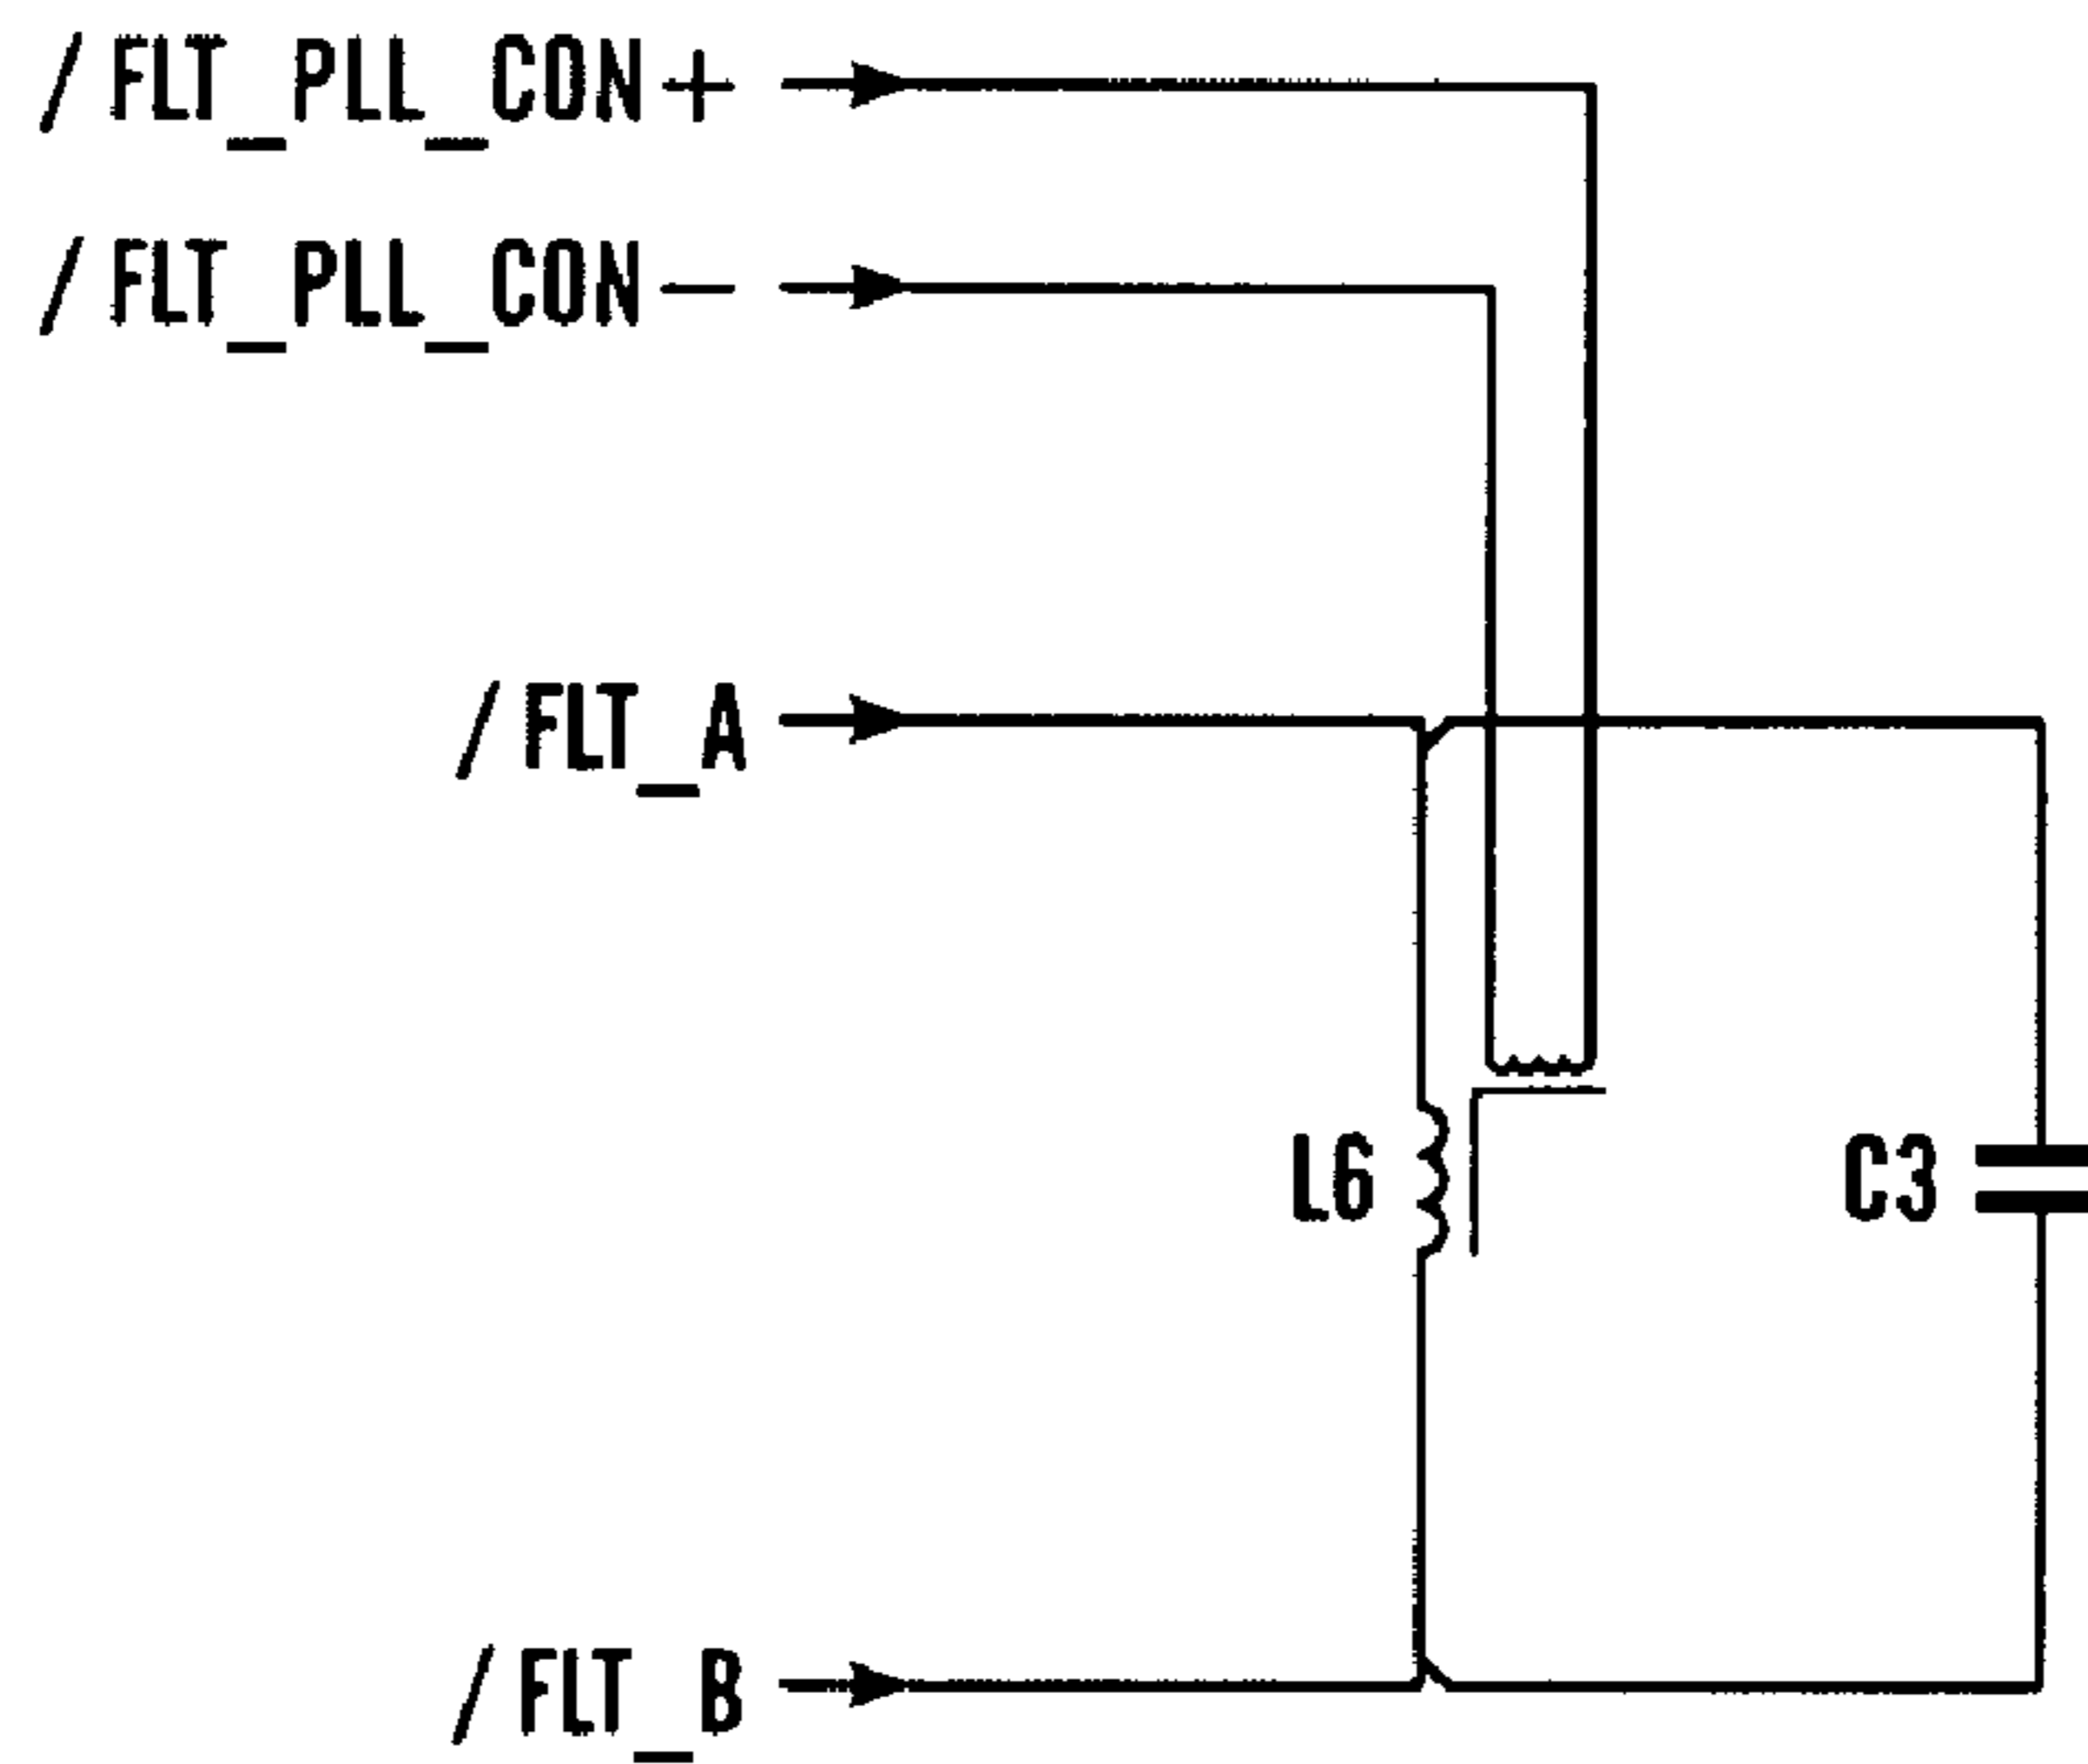 /FLT_PLL_CON+
/FLT_PLL_CON−
/FLT_A
L6
C3
/FLT_B